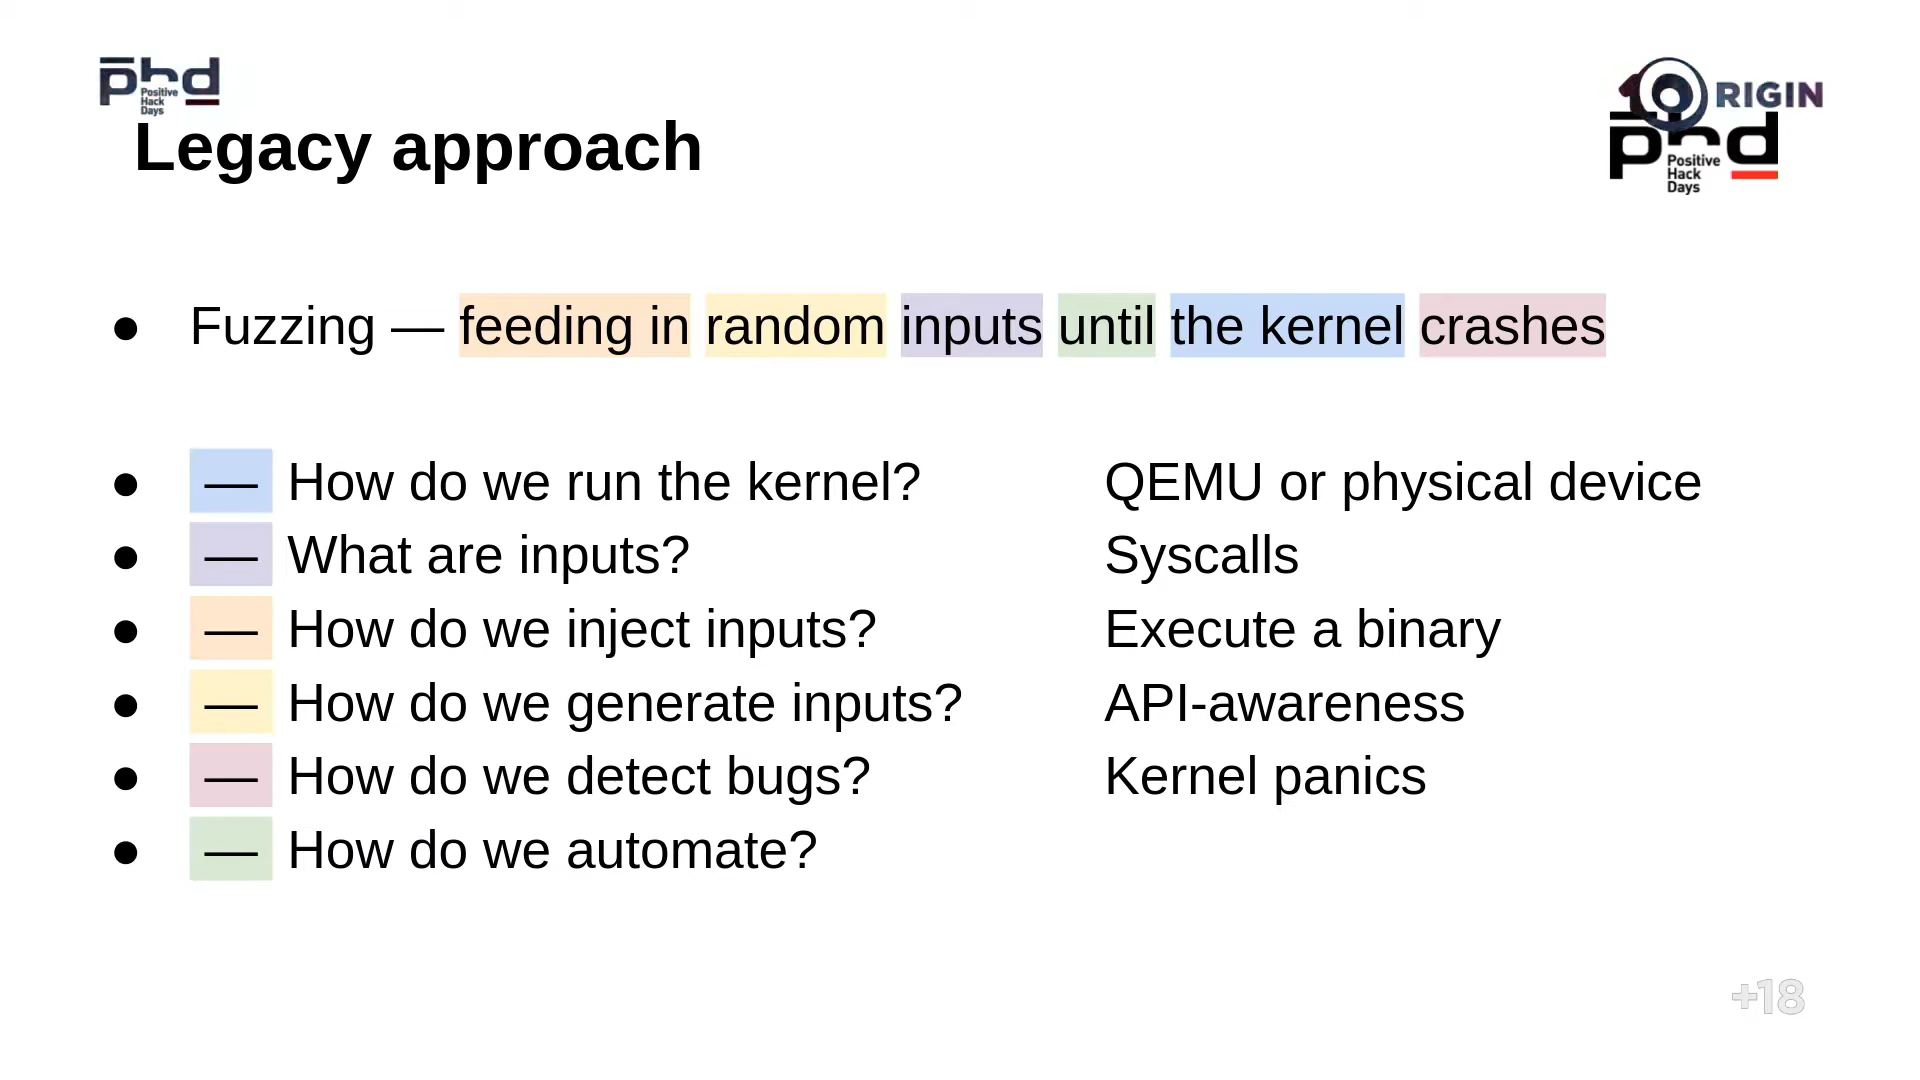 phd
Positive
Hack
Days
10 RIGIN
phd
Positive
Hack
Days
Legacy approach
● Fuzzing — feeding in random inputs until the kernel crashes
● — How do we run the kernel? QEMU or physical device
● — What are inputs? Syscalls
● — How do we inject inputs? Execute a binary
● — How do we generate inputs? API-awareness
● — How do we detect bugs? Kernel panics
● — How do we automate?
+18